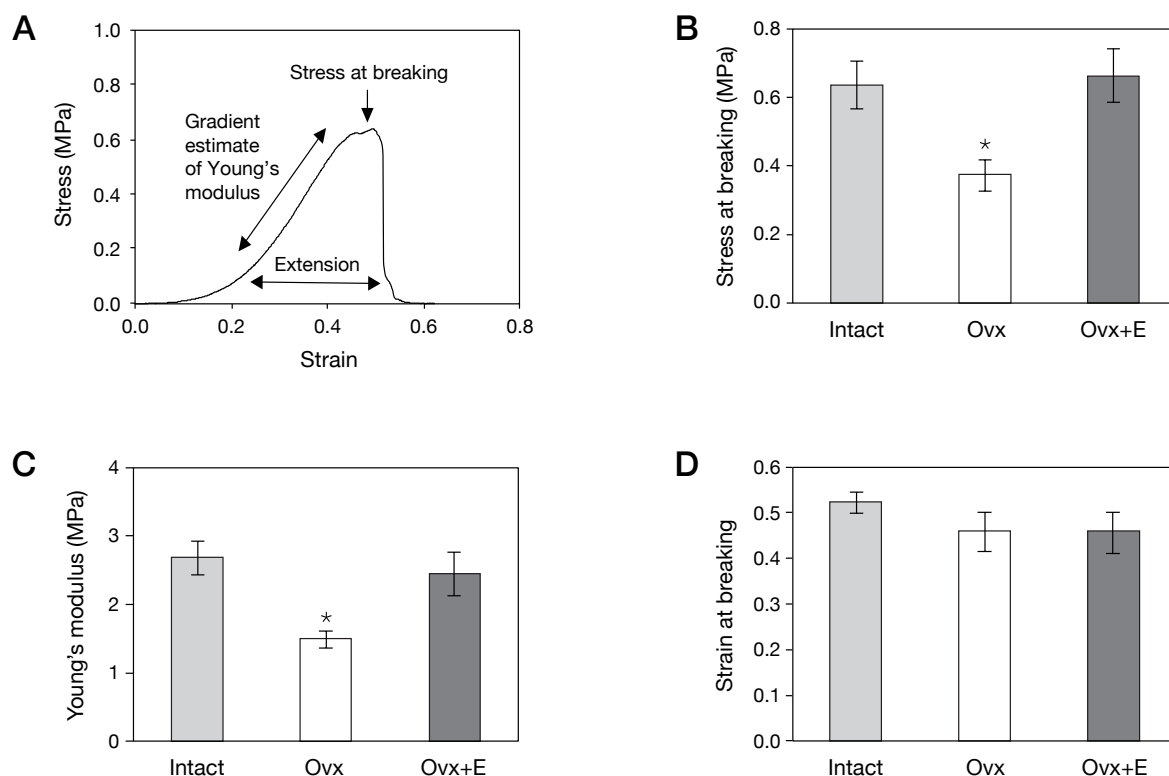 A
Stress (MPa)
1.0
0.8
0.6
0.4
0.2
0.0
Stress at breaking
Gradient
estimate
of Young's
modulus
Extension
0.0 0.2 0.4 0.6 0.8
Strain
B
Stress at breaking (MPa)
0.8
0.6
0.4
0.2
0.0
*
Intact Ovx Ovx+E
C
Young's modulus (MPa)
4
3
2
1
0
*
Intact Ovx Ovx+E
D
Strain at breaking
0.6
0.5
0.4
0.3
0.2
0.1
0.0
Intact Ovx Ovx+E